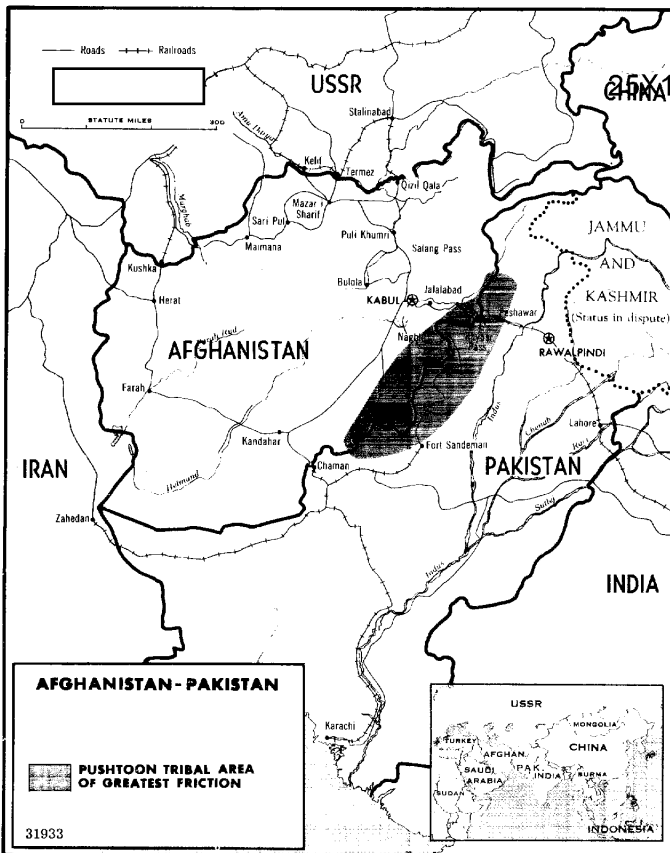 Roads Railroads
STATUTE MILES
0 300
USSR
25X1
CHINA
Stalinabad
Amu Darya
Kelif
Termez
Qizil Qala
Murghab
Mazar i
Sharif
Sari Pul
Maimana
Puli Khumri
Salang Pass
JAMMU
AND
KASHMIR
(Status in dispute)
Kushka
Bulola
Herat
KABUL
Jalalabad
Peshawar
RAWALPINDI
AFGHANISTAN
Farah
Indus
Chenab
Ravi
Lahore
Kandahar
Fort Sandeman
Helmand
Chaman
PAKISTAN
IRAN
Sutlej
Zahedan
Indus
INDIA
Karachi
AFGHANISTAN-PAKISTAN
PUSHTOON TRIBAL AREA
OF GREATEST FRICTION
31933
USSR
MONGOLIA
TURKEY
AFGHAN.
CHINA
SAUDI
ARABIA
PAK.
INDIA
BURMA
SUDAN
INDONESIA